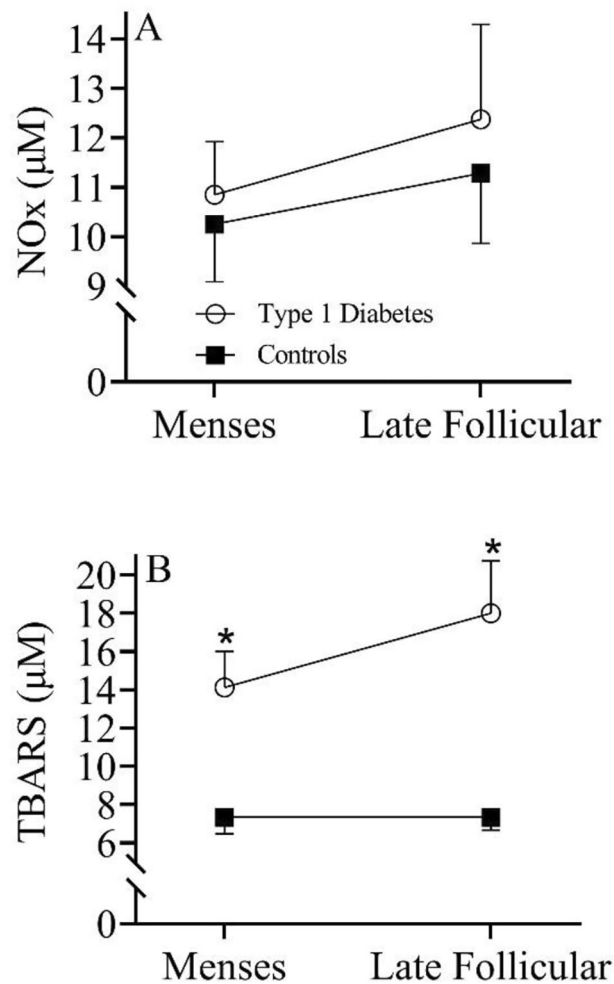 A
NOx (μM)
14
13
12
11
10
9
0
Type 1 Diabetes
Controls
Menses Late Follicular
B
TBARS (μM)
*
*
20
18
16
14
12
10
8
6
0
Menses Late Follicular